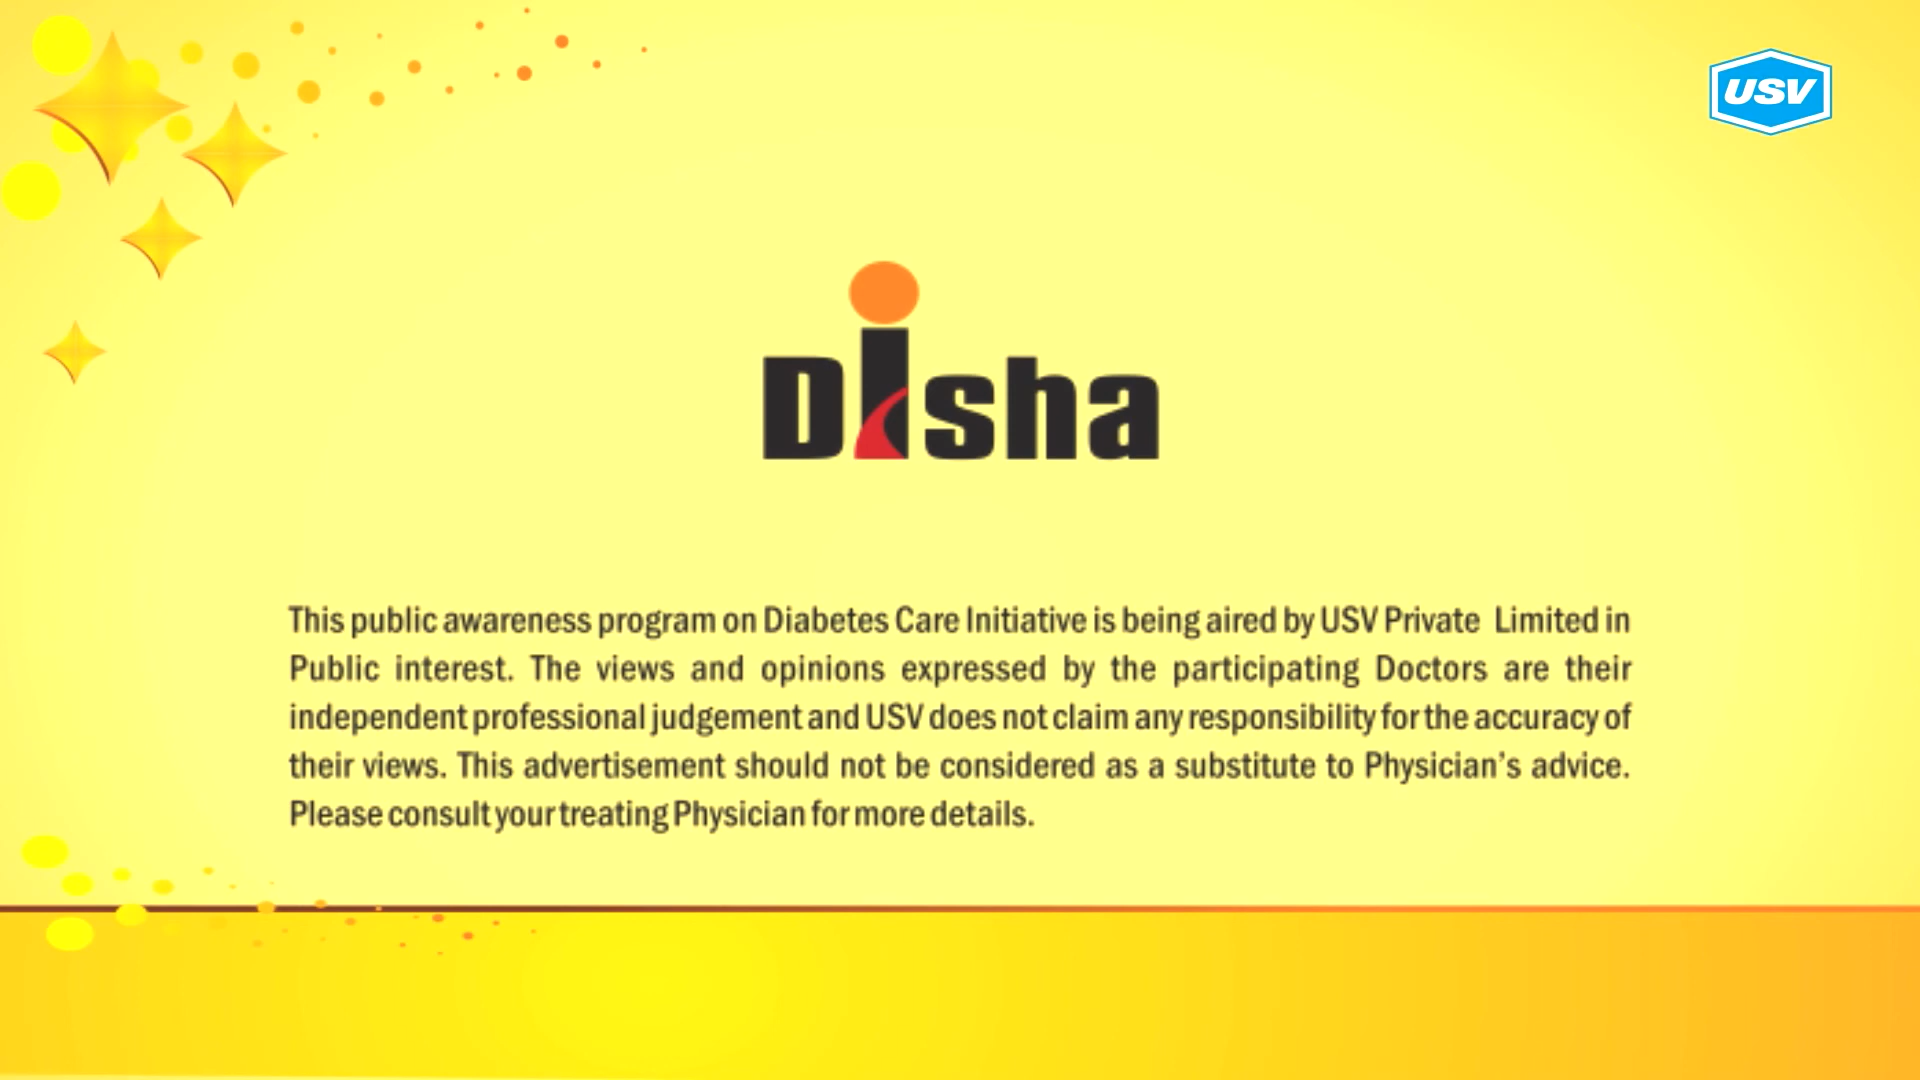 USV
Disha
This public awareness program on Diabetes Care Initiative is being aired by USV Private Limited in
Public interest. The views and opinions expressed by the participating Doctors are their
independent professional judgement and USV does not claim any responsibility for the accuracy of
their views. This advertisement should not be considered as a substitute to Physician’s advice.
Please consult your treating Physician for more details.